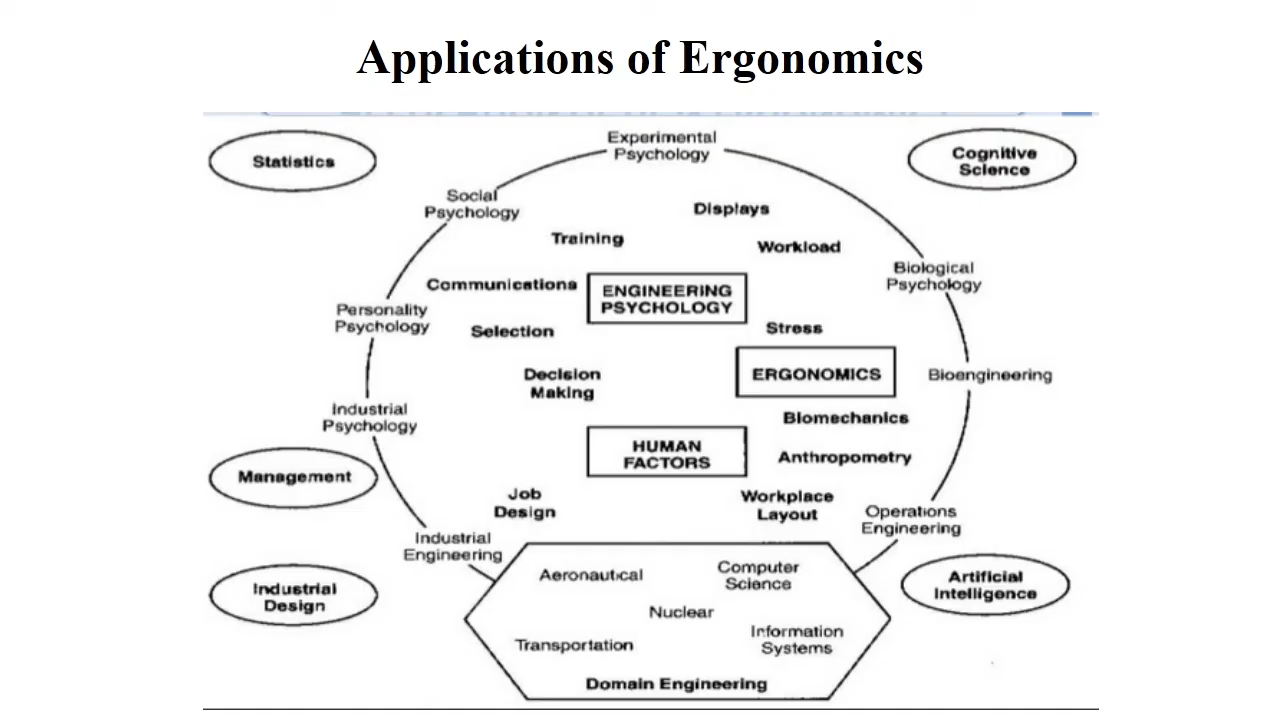 Applications of Ergonomics
Experimental
Psychology
Statistics
Cognitive
Science
Social
Psychology
Displays
Training
Workload
Biological
Psychology
Communications
ENGINEERING
PSYCHOLOGY
Personality
Psychology
Selection
Stress
Decision
Making
ERGONOMICS
Bioengineering
Industrial
Psychology
Biomechanics
HUMAN
FACTORS
Anthropometry
Management
Job
Design
Workplace
Layout
Operations
Engineering
Industrial
Engineering
Aeronautical
Computer
Science
Industrial
Design
Artificial
Intelligence
Nuclear
Transportation
Information
Systems
Domain Engineering